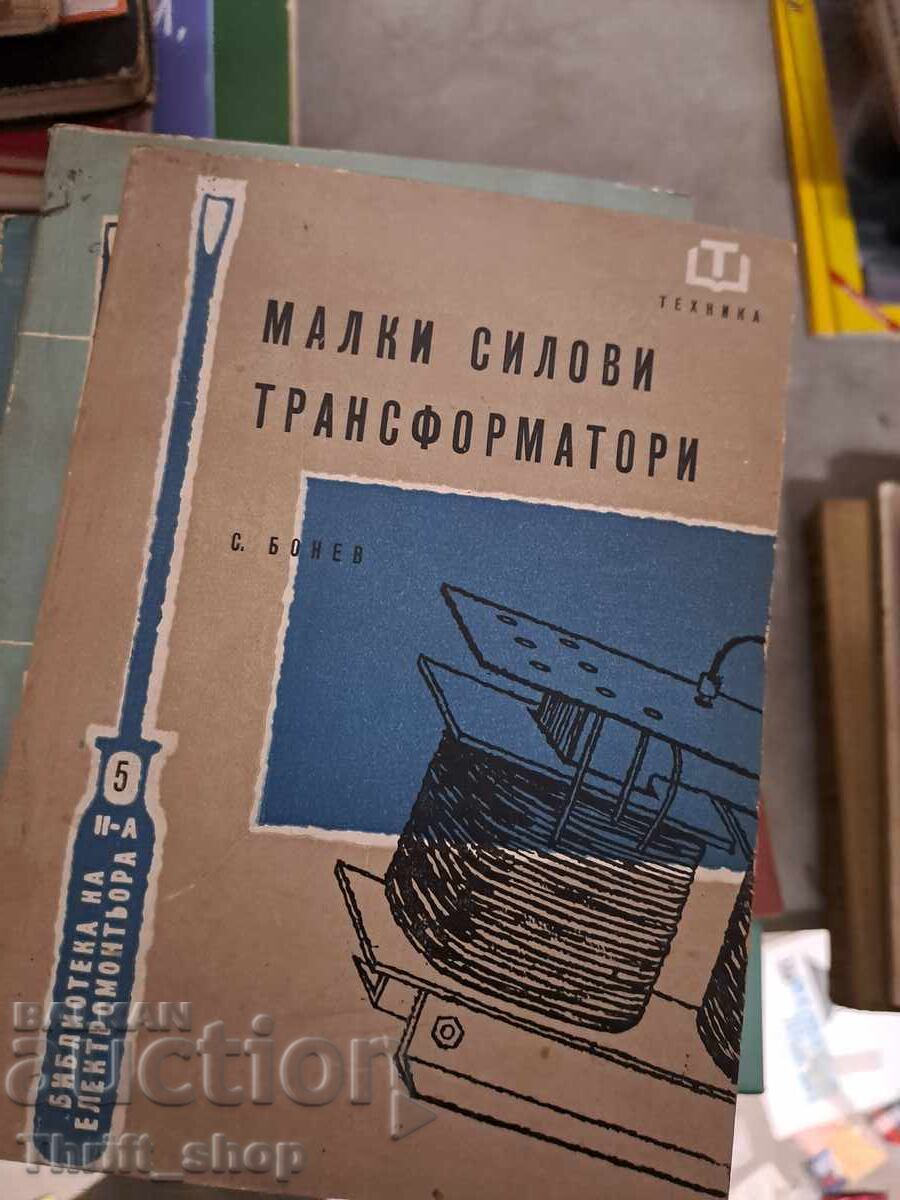 ТЕХНИКА
МАЛКИ СИЛОВИ
ТРАНСФОРМАТОРИ
С. БОНЕВ
5
II-А
БИБЛИОТЕКА НА
ЕЛЕКТРОМОНТЬОРА
BALKAN
auction
Thrift_shop